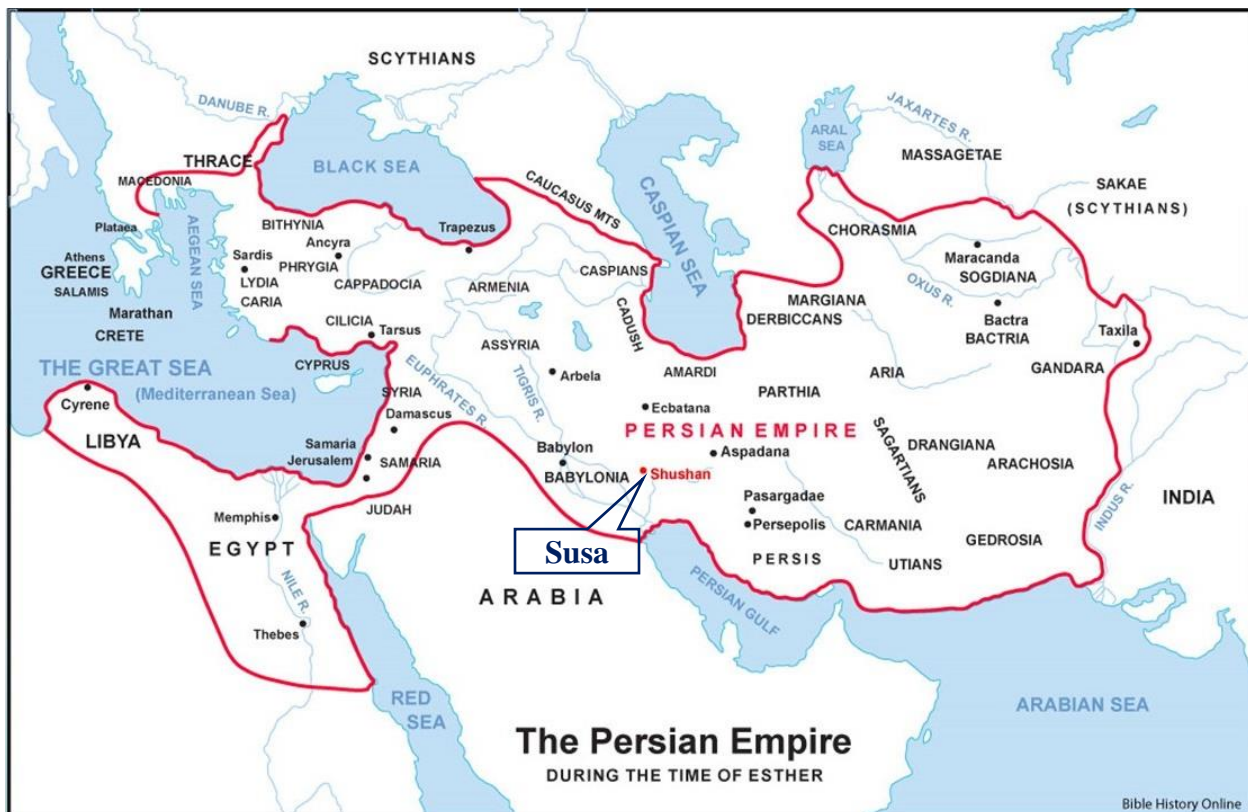 SCYTHIANS
DANUBE R.
THRACE
MACEDONIA
BLACK SEA
ARAL
SEA
JAXARTES R.
MASSAGETAE
SAKAE
(SCYTHIANS)
CAUCASUS MTS
CASPIAN SEA
Plataea
AEGEAN SEA
BITHYNIA
Trapezus
CHORASMIA
Athens
GREECE
SALAMIS
Sardis
LYDIA
CARIA
Ancyra
PHRYGIA
CAPPADOCIA
ARMENIA
CASPIANS
Maracanda
SOGDIANA
OXUS R.
MARGIANA
DERBICCANS
Bactra
BACTRIA
Marathan
CRETE
CILICIA
Tarsus
CADUSH
ASSYRIA
TIGRIS R.
Arbela
AMARDI
PARTHIA
ARIA
Taxila
GANDARA
THE GREAT SEA
(Mediterranean Sea)
CYPRUS
EUPHRATES R.
SYRIA
Cyrene
LIBYA
Damascus
Ecbatana
PERSIAN EMPIRE
SAGARTIANS
DRANGIANA
Samaria
Jerusalem
SAMARIA
Babylon
BABYLONIA
Aspadana
Shushan
ARACHOSIA
INDIA
INDUS R.
JUDAH
Memphis
EGYPT
Pasargadae
Persepolis
CARMANIA
GEDROSIA
Susa
PERSIS
UTIANS
NILE R.
ARABIA
PERSIAN GULF
Thebes
RED
SEA
ARABIAN SEA
The Persian Empire
DURING THE TIME OF ESTHER
Bible History Online